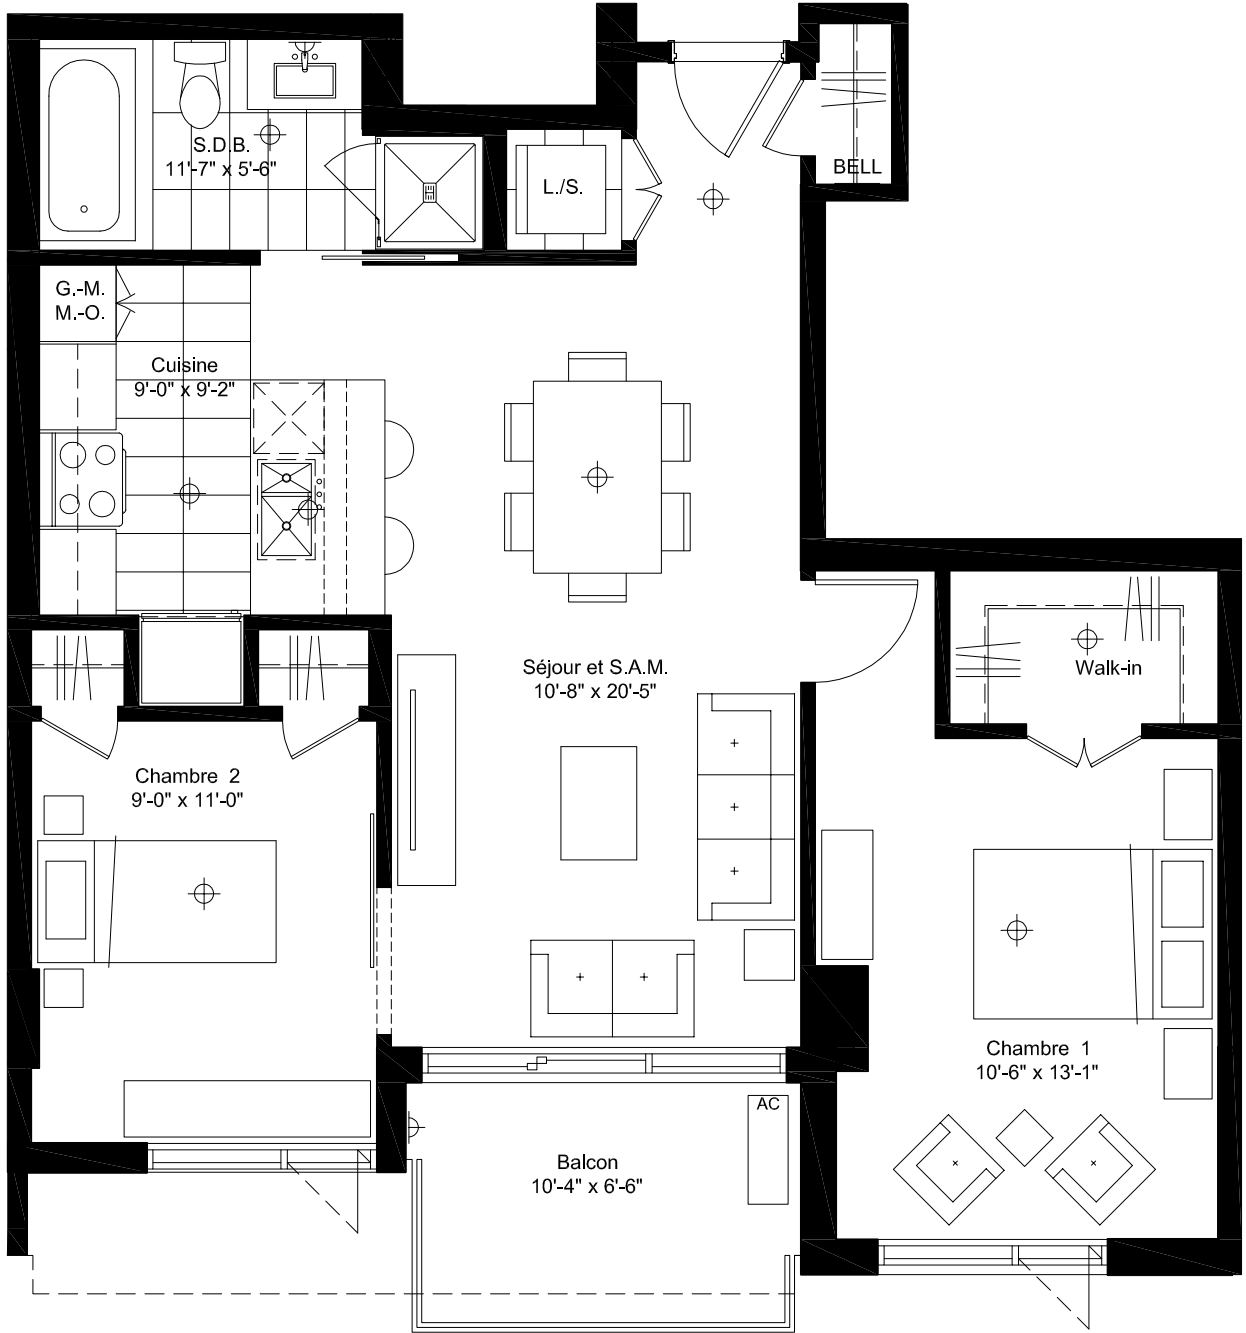 S.D.B.
11'-7" x 5'-6"
L./S.
BELL
G.-M.
M.-O.
Cuisine
9'-0" x 9'-2"
Séjour et S.A.M.
10'-8" x 20'-5"
Walk-in
Chambre 2
9'-0" x 11'-0"
Chambre 1
10'-6" x 13'-1"
AC
Balcon
10'-4" x 6'-6"